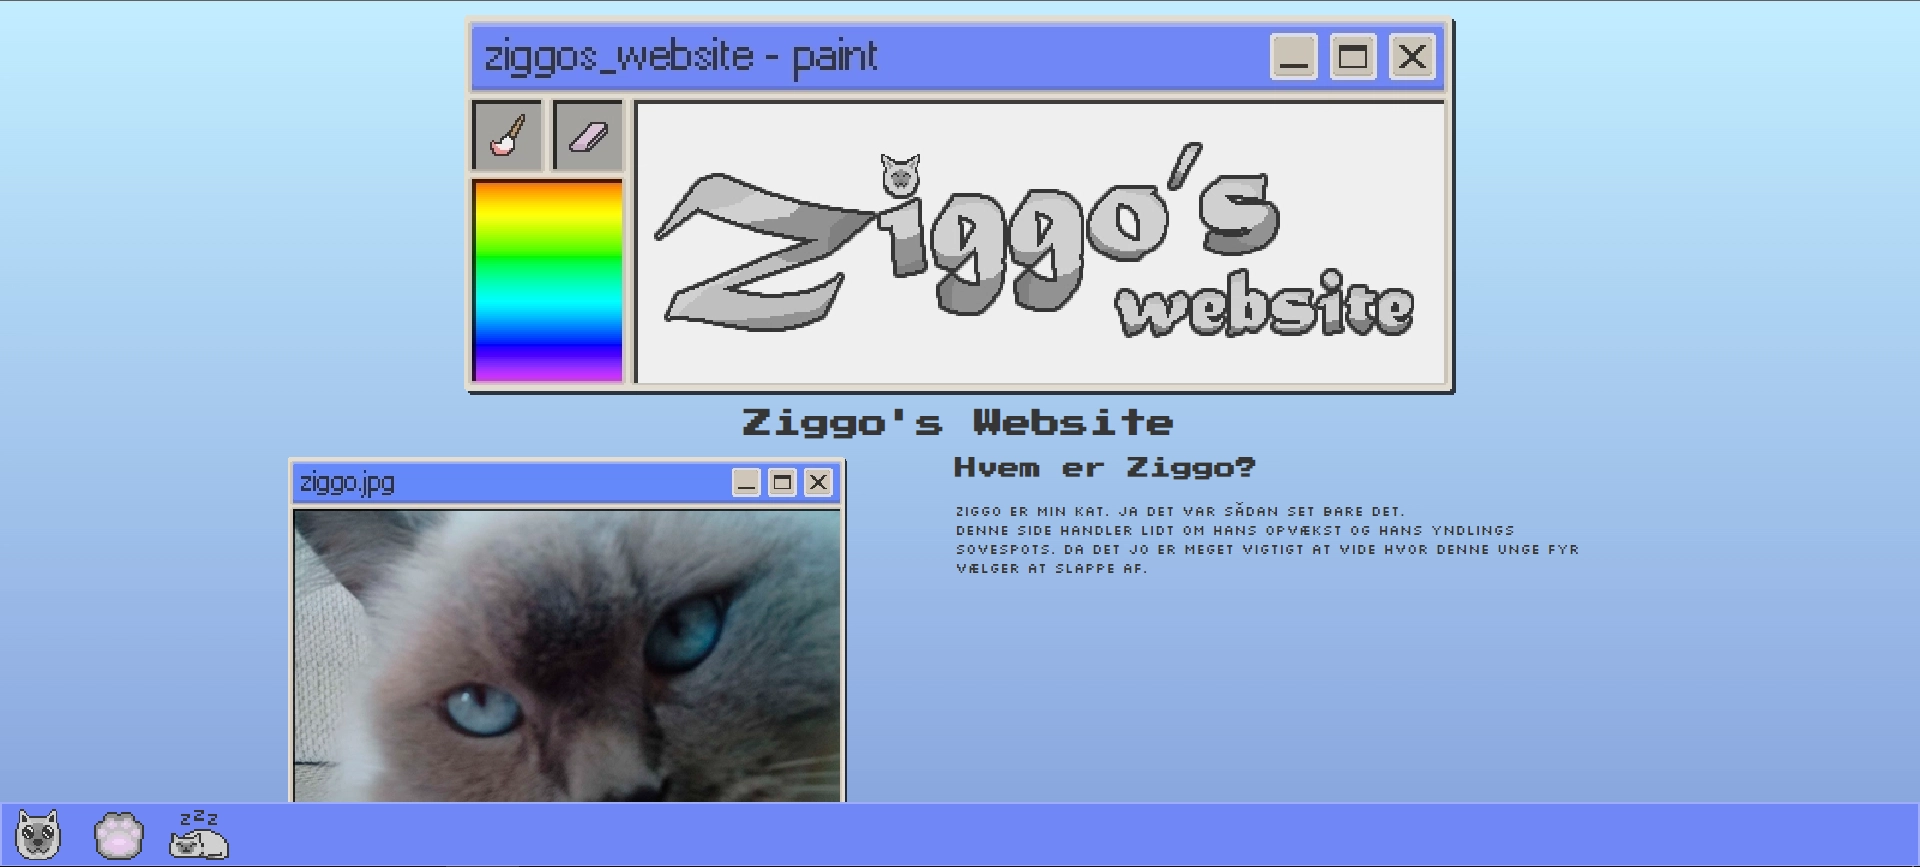 ziggos_website - paint
Ziggo's
website
Ziggo's Website
ziggo.jpg
Hvem er Ziggo?
ZIGGO ER MIN KAT. JA DET VAR SÅDAN SET BARE DET.
DENNE SIDE HANDLER LIDT OM HANS OPVÆKST OG HANS YNDLINGS
SOVESPOTS. DA DET JO ER MEGET VIGTIGT AT VIDE HVOR DENNE UNGE FYR
VÆLGER AT SLAPPE AF.
zzz